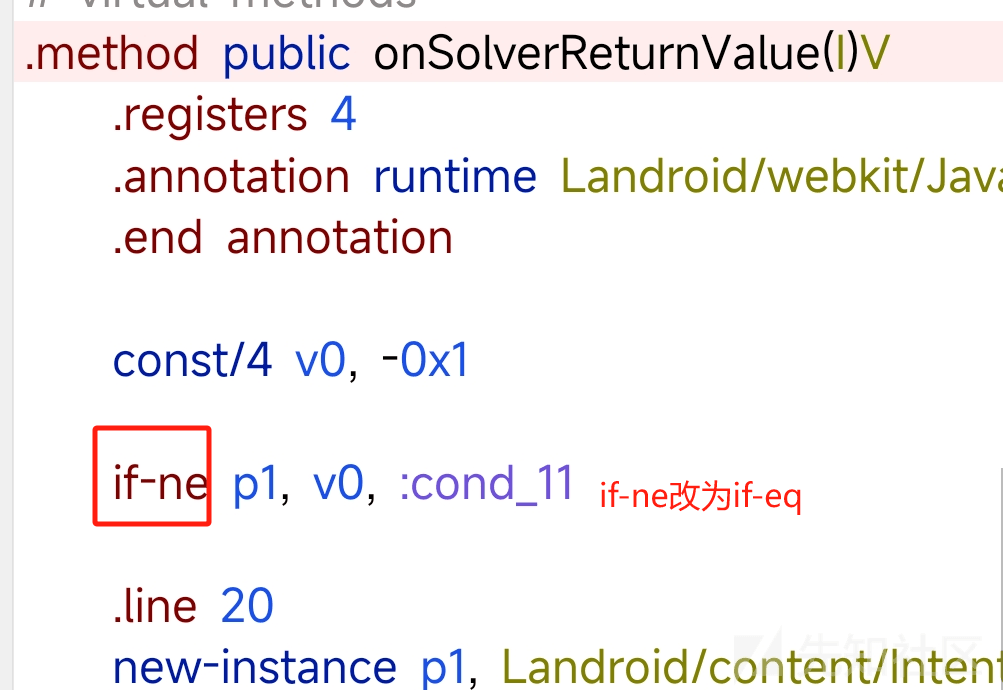 # virtual methods
.method public onSolverReturnValue(I)V
.registers 4
.annotation runtime Landroid/webkit/Java
.end annotation
const/4 v0, -0x1
if-ne p1, v0, :cond_11 if-ne改为if-eq
.line 20
new-instance p1, Landroid/content/Intent
先知社区